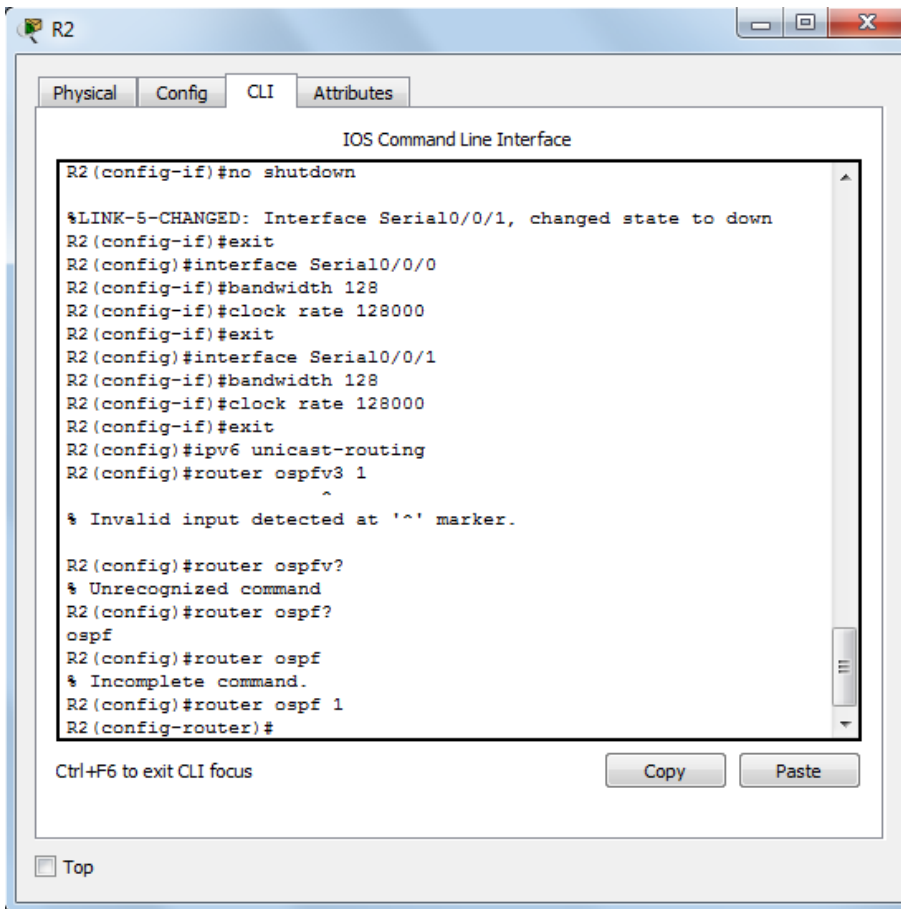 R2
Physical Config CLI Attributes
IOS Command Line Interface
R2(config-if)#no shutdown
%LINK-5-CHANGED: Interface Serial0/0/1, changed state to down
R2(config-if)#exit
R2(config)#interface Serial0/0/0
R2(config-if)#bandwidth 128
R2(config-if)#clock rate 128000
R2(config-if)#exit
R2(config)#interface Serial0/0/1
R2(config-if)#bandwidth 128
R2(config-if)#clock rate 128000
R2(config-if)#exit
R2(config)#ipv6 unicast-routing
R2(config)#router ospfv3 1
^
% Invalid input detected at '^' marker.
R2(config)#router ospfv?
% Unrecognized command
R2(config)#router ospf?
ospf
R2(config)#router ospf
% Incomplete command.
R2(config)#router ospf 1
R2(config-router)#
Ctrl+F6 to exit CLI focus
Copy Paste
Top